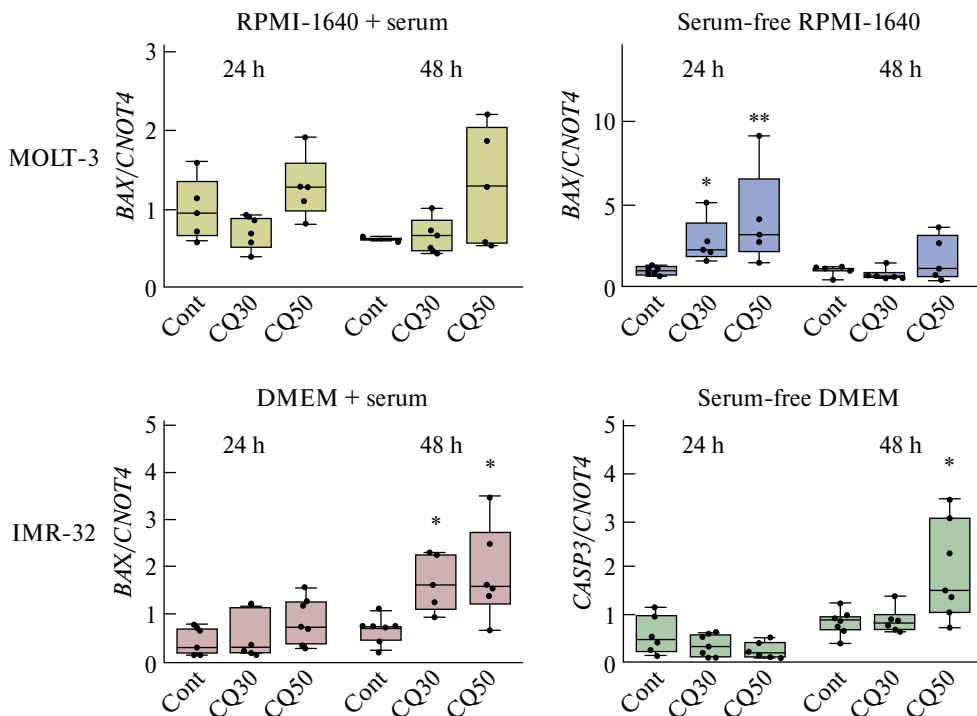 RPMI-1640 + serum
Serum-free RPMI-1640
MOLT-3
BAX/CNOT4
3
2
1
0
24 h
48 h
Cont
CQ30
CQ50
Cont
CQ30
CQ50
BAX/CNOT4
10
5
0
24 h
48 h
*
**
Cont
CQ30
CQ50
Cont
CQ30
CQ50
DMEM + serum
Serum-free DMEM
IMR-32
BAX/CNOT4
5
4
3
2
1
0
24 h
48 h
*
*
Cont
CQ30
CQ50
Cont
CQ30
CQ50
CASP3/CNOT4
5
4
3
2
1
0
24 h
48 h
*
Cont
CQ30
CQ50
Cont
CQ30
CQ50